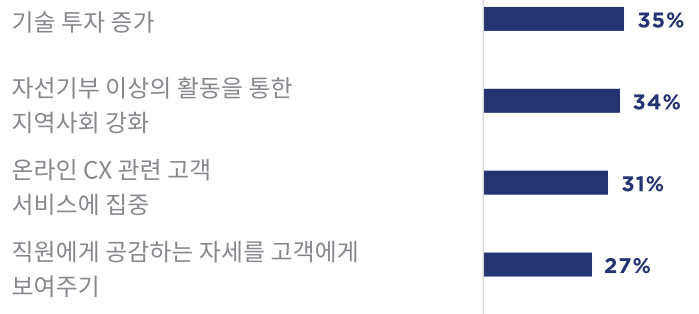 기술 투자 증가
35%
자선기부 이상의 활동을 통한
지역사회 강화
34%
온라인 CX 관련 고객
서비스에 집중
31%
직원에게 공감하는 자세를 고객에게
보여주기
27%